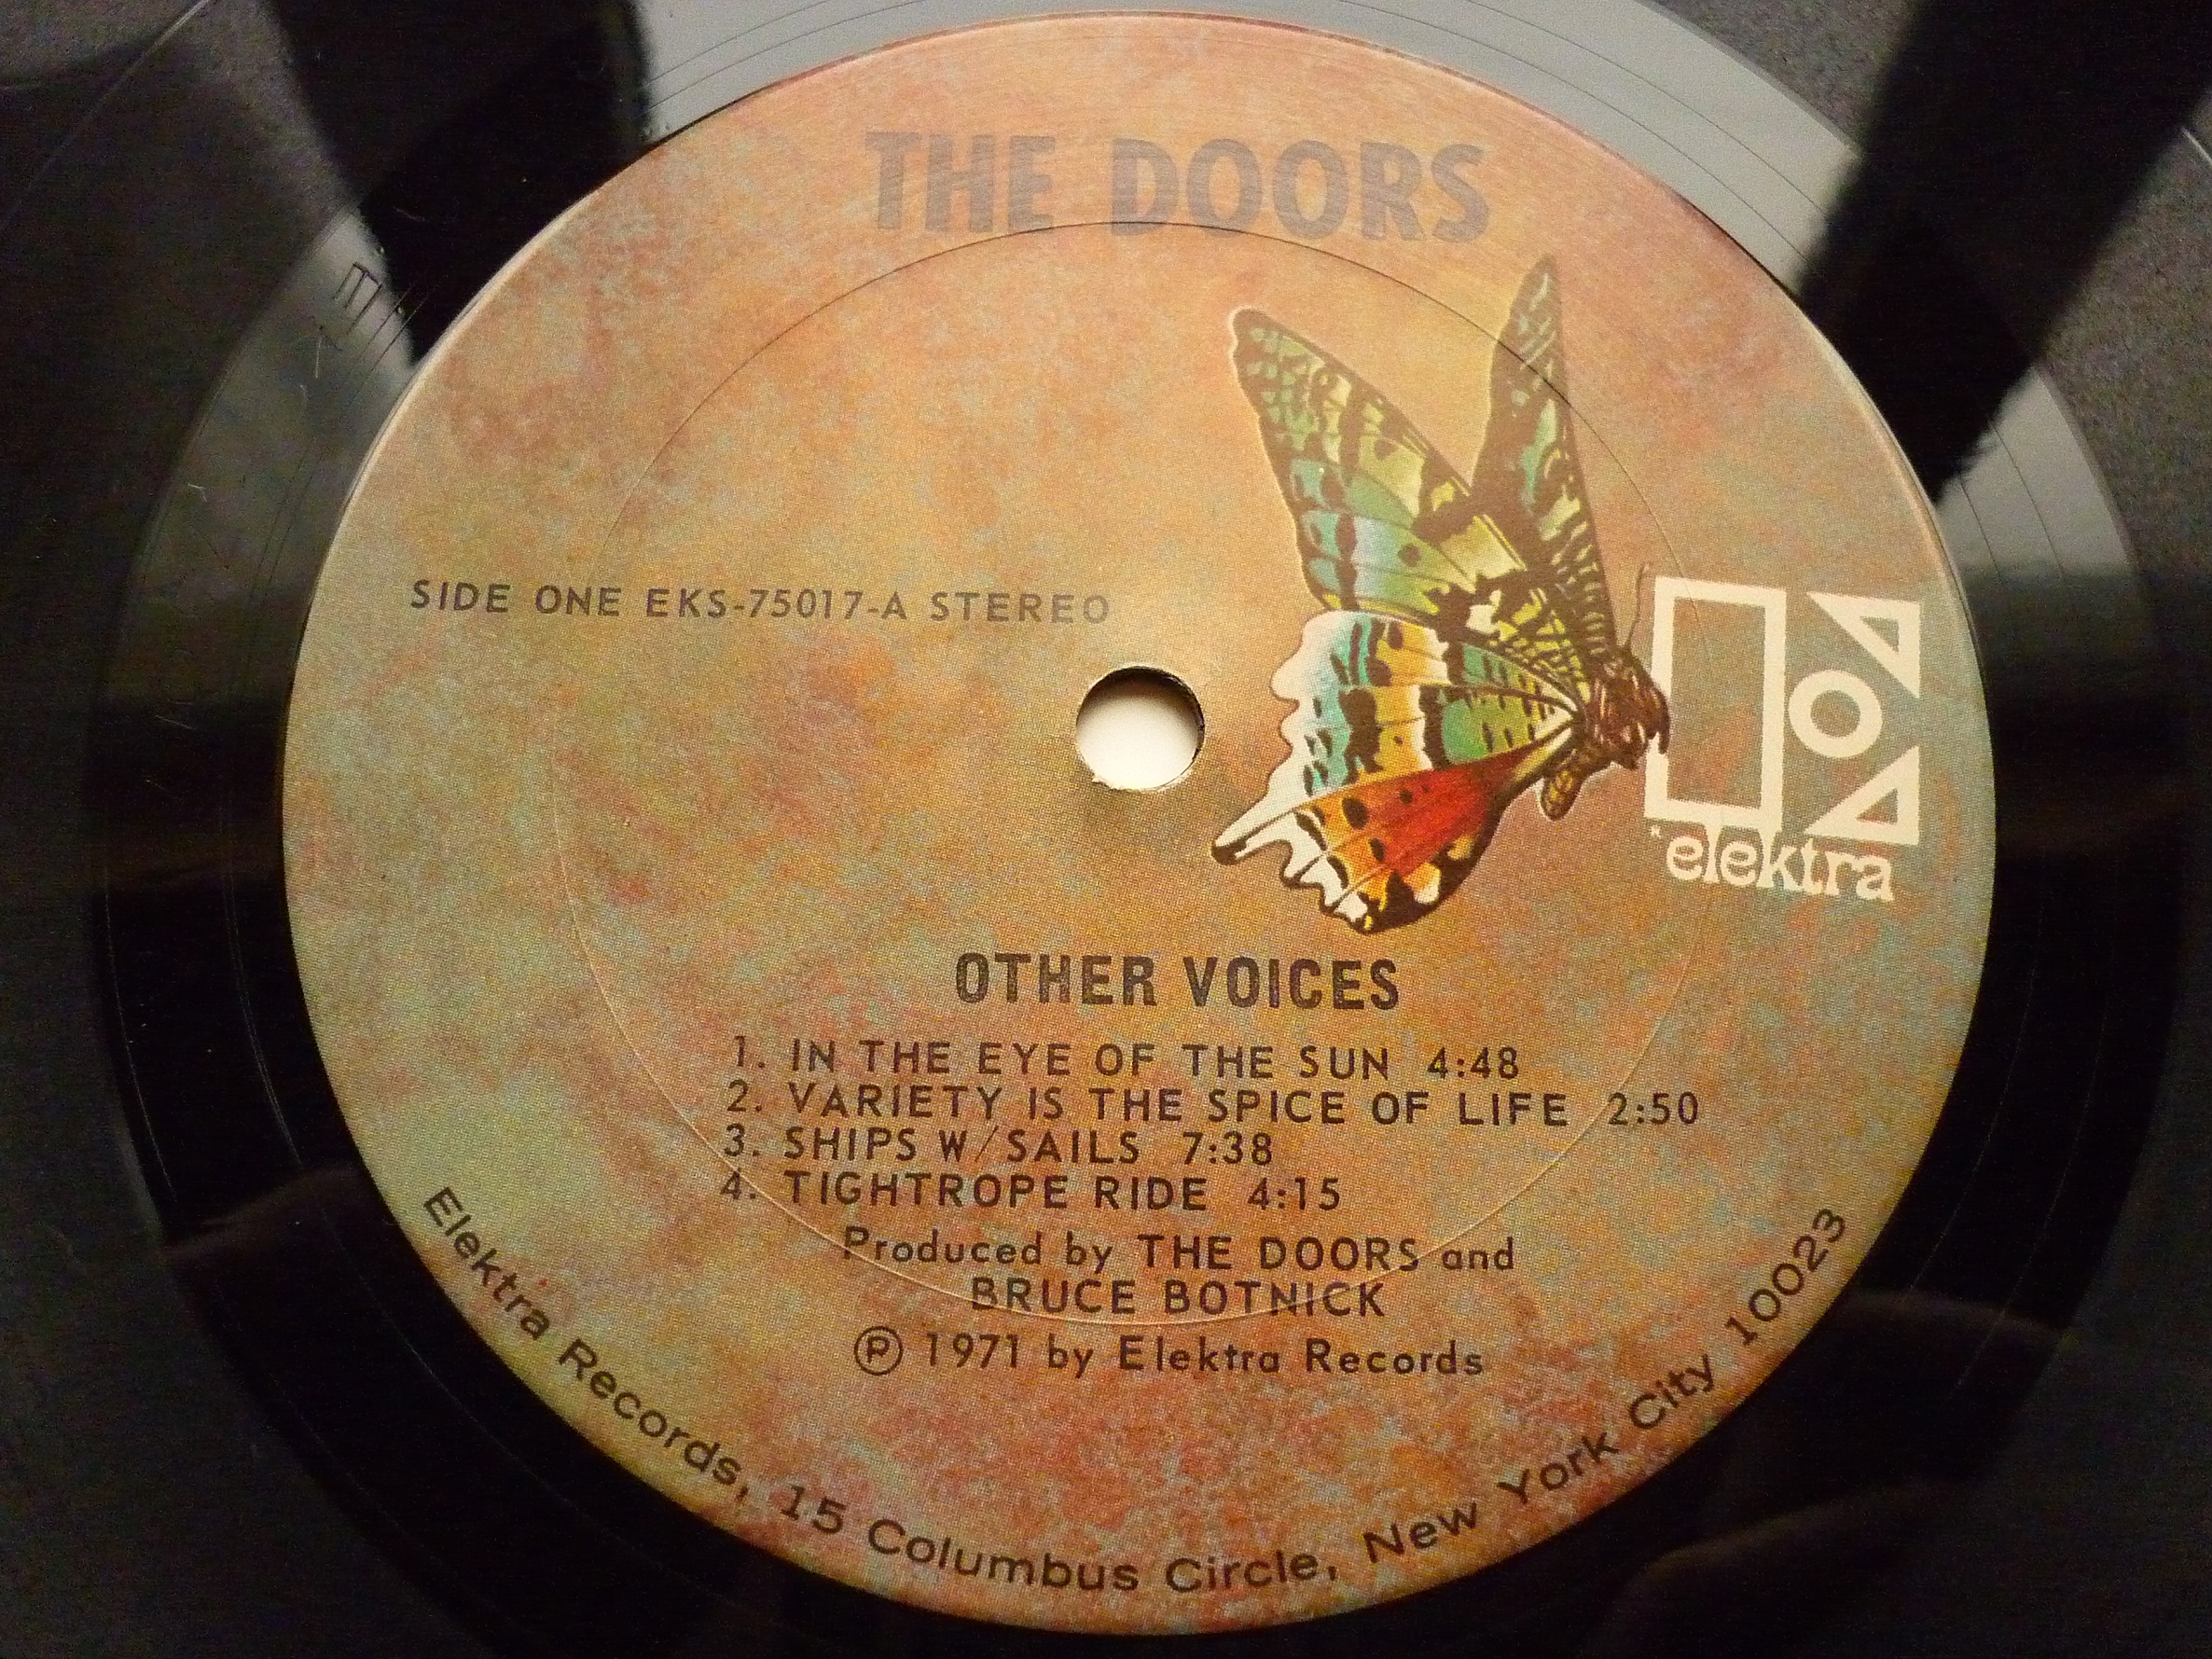 THE DOORS
SIDE ONE EKS-75017-A STEREO
elektra
OTHER VOICES
1. IN THE EYE OF THE SUN 4:48
2. VARIETY IS THE SPICE OF LIFE 2:50
3. SHIPS W/SAILS 7:38
4. TIGHTROPE RIDE 4:15
Produced by THE DOORS and
BRUCE BOTNICK
℗ 1971 by Elektra Records
Elektra Records, 15 Columbus Circle, New York City 10023